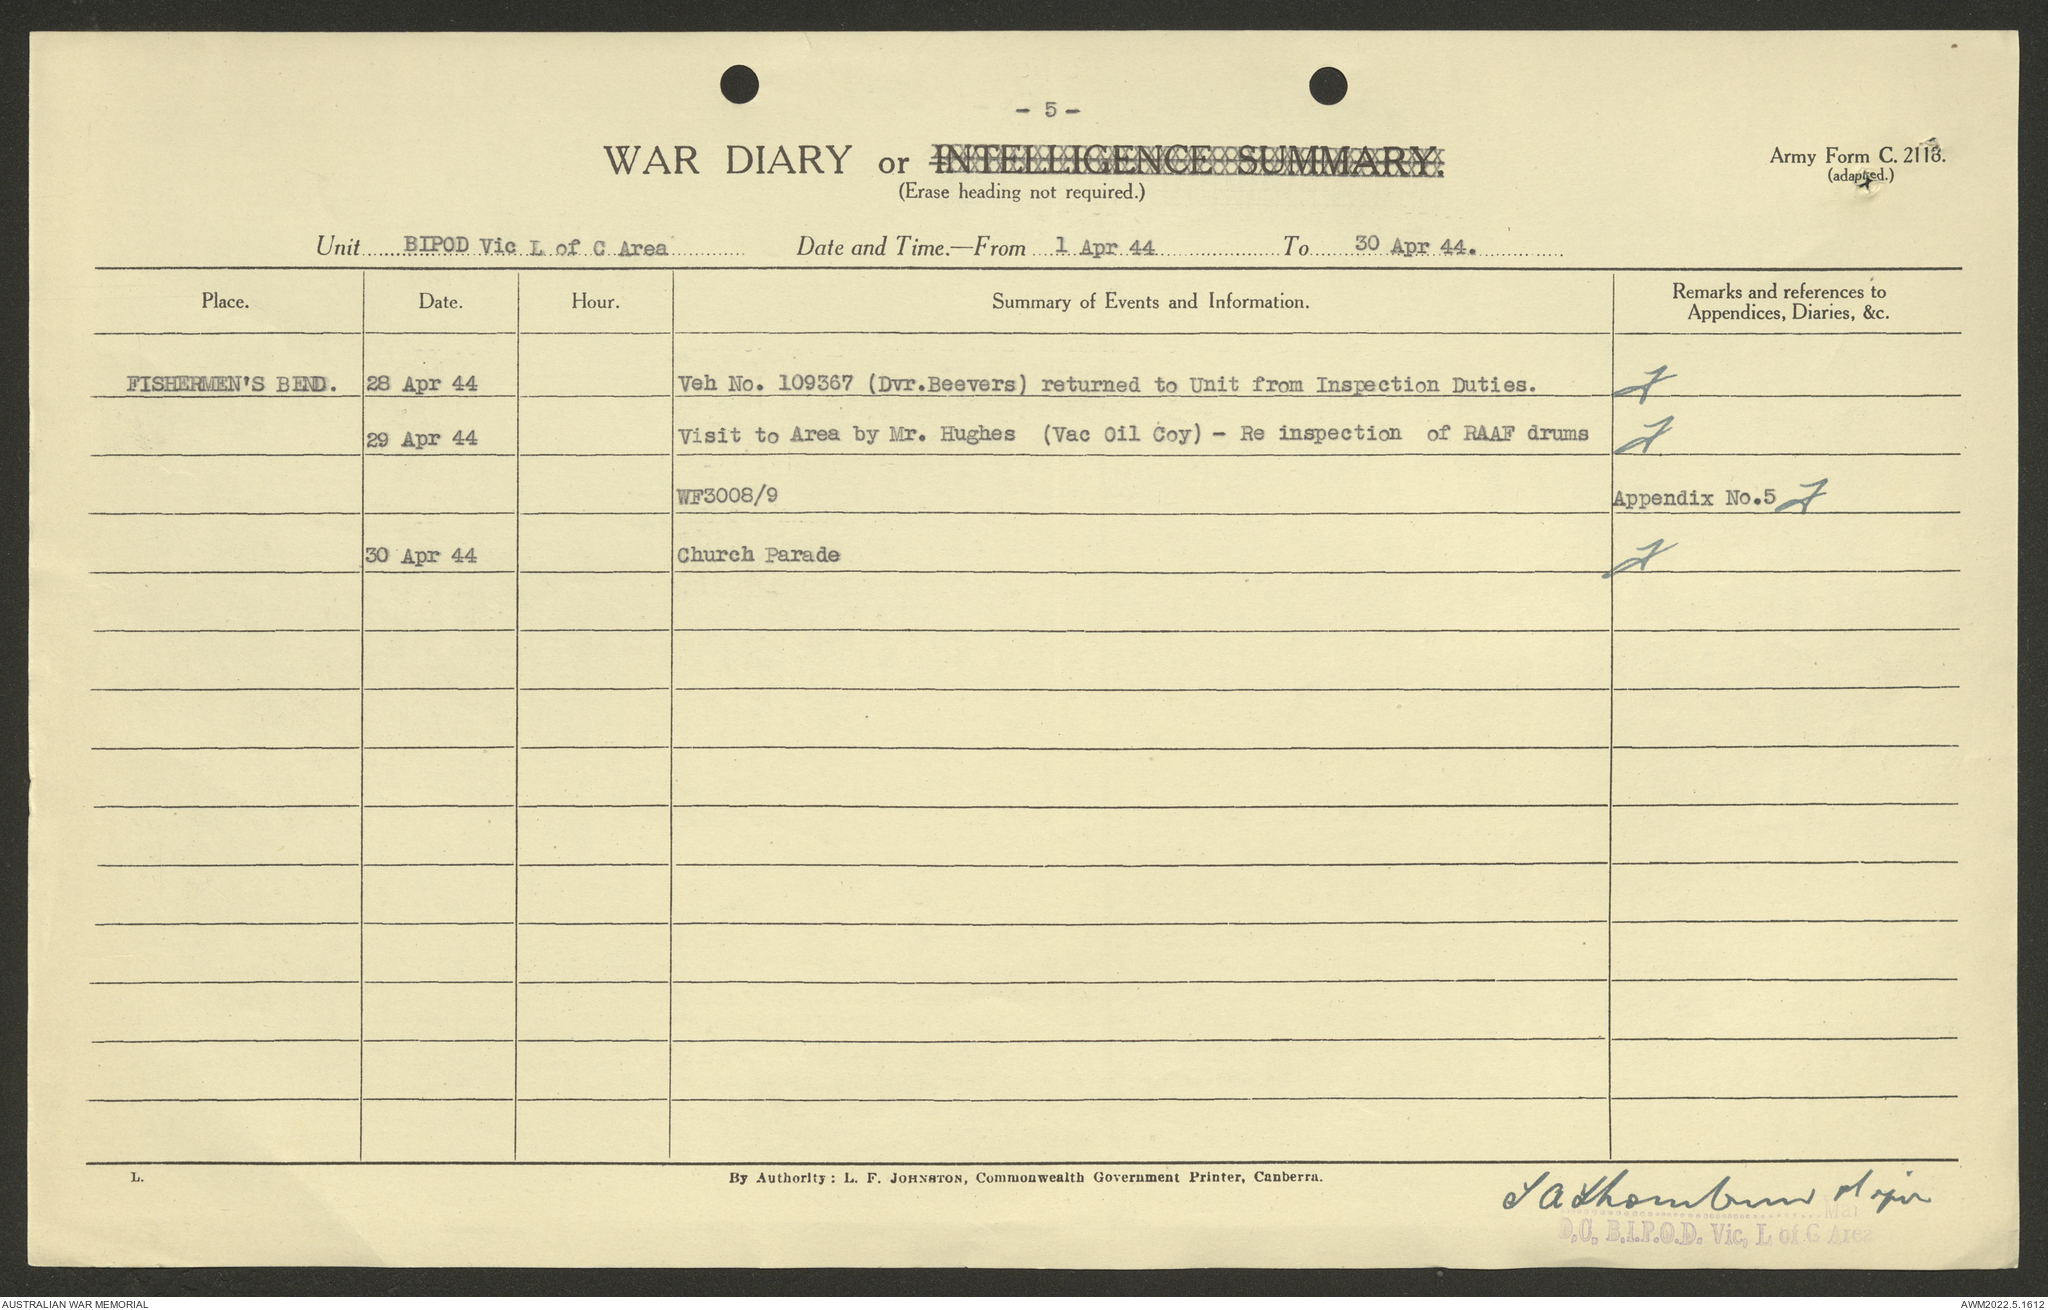 - 5 -
WAR DIARY or INTELLIGENCE SUMMARY.
(Erase heading not required.)
Army Form C. 2118.
(adapted.)
Unit BIPOD Vic L of C Area Date and Time.—From 1 Apr 44 To 30 Apr 44.
Place. Date. Hour. Summary of Events and Information. Remarks and references to
Appendices, Diaries, &c.
FISHERMEN'S BEND. 28 Apr 44 Veh No. 109367 (Dvr.Beevers) returned to Unit from Inspection Duties.
29 Apr 44 Visit to Area by Mr. Hughes (Vac Oil Coy) - Re inspection of RAAF drums
WF3008/9 Appendix No.5
30 Apr 44 Church Parade
L. By Authority: L. F. JOHNSTON, Commonwealth Government Printer, Canberra.
Major
Maj
B.I.P.O.D. Vic, L of C Area
AUSTRALIAN WAR MEMORIAL AWM2022.5.1612